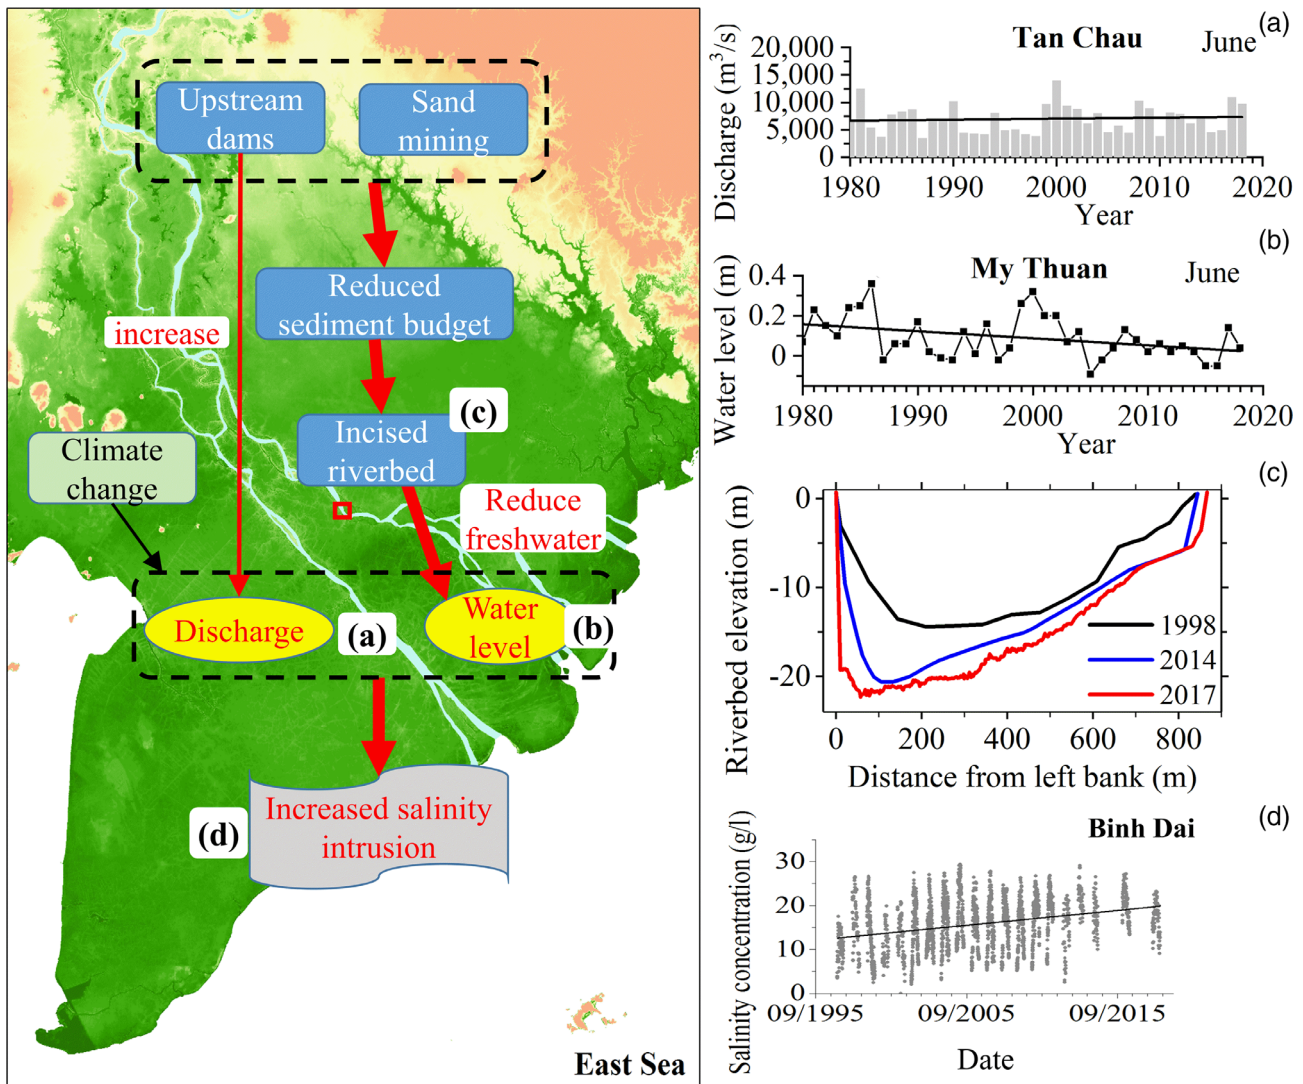 Upstream
dams
Sand
mining
Reduced
sediment budget
increase
(c)
Incised
riverbed
Climate
change
Reduce
freshwater
Discharge
(a)
Water
level
(b)
(d)
Increased salinity
intrusion
East Sea
(a)
Tan Chau
June
Discharge (m³/s)
20,000
15,000
10,000
5,000
0
1980 1990 2000 2010 2020
Year
(b)
My Thuan
June
Water level (m)
0.4
0.2
0
1980 1990 2000 2010 2020
Year
(c)
Riverbed elevation (m)
0
-10
-20
1998
2014
2017
0 200 400 600 800
Distance from left bank (m)
(d)
Binh Dai
Salinity concentration (g/l)
30
20
10
0
09/1995 09/2005 09/2015
Date